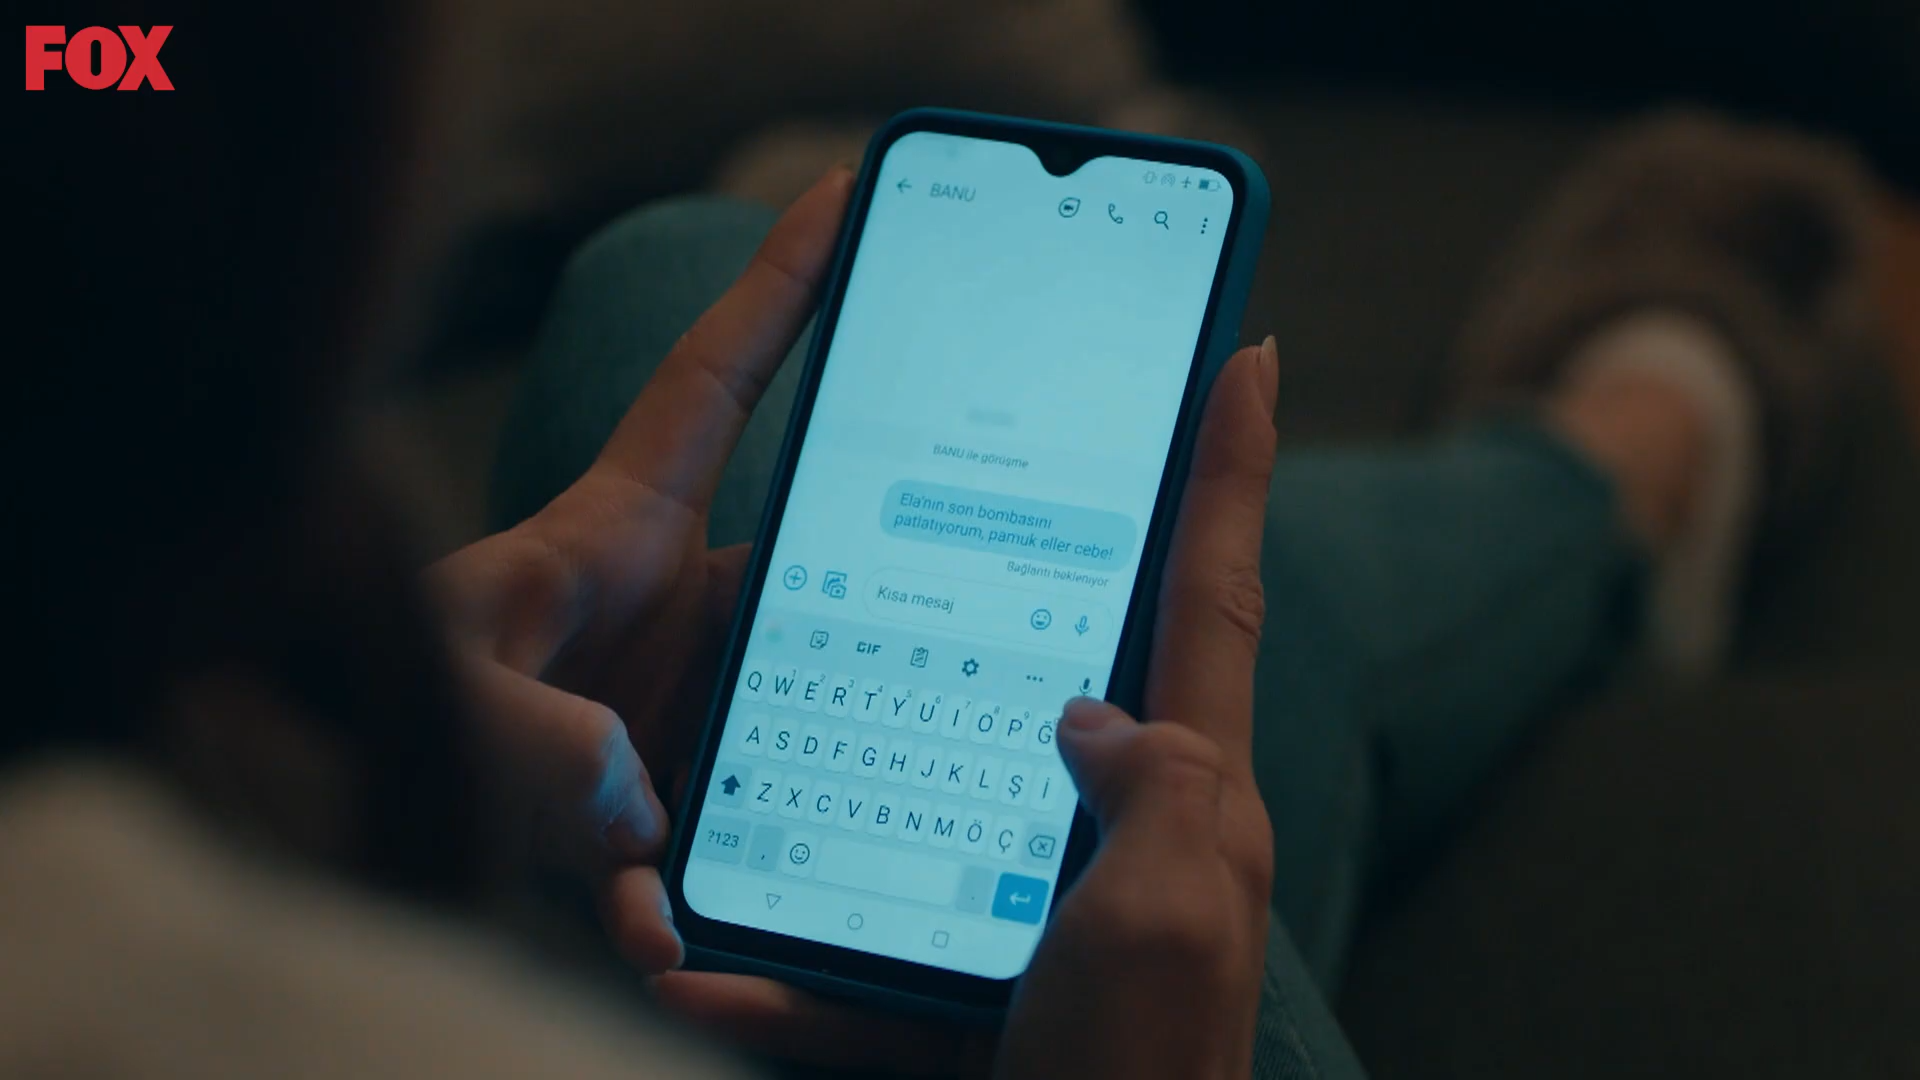 FOX
BANU
BANU ile görüşme
Ela'nın son bombasını
patlatıyorum, pamuk eller cebe!
Bağlantı bekleniyor
Kısa mesaj
GIF
Q W E R T Y U I O P Ğ
A S D F G H J K L Ş İ
Z X C V B N M Ö Ç
?123 , .